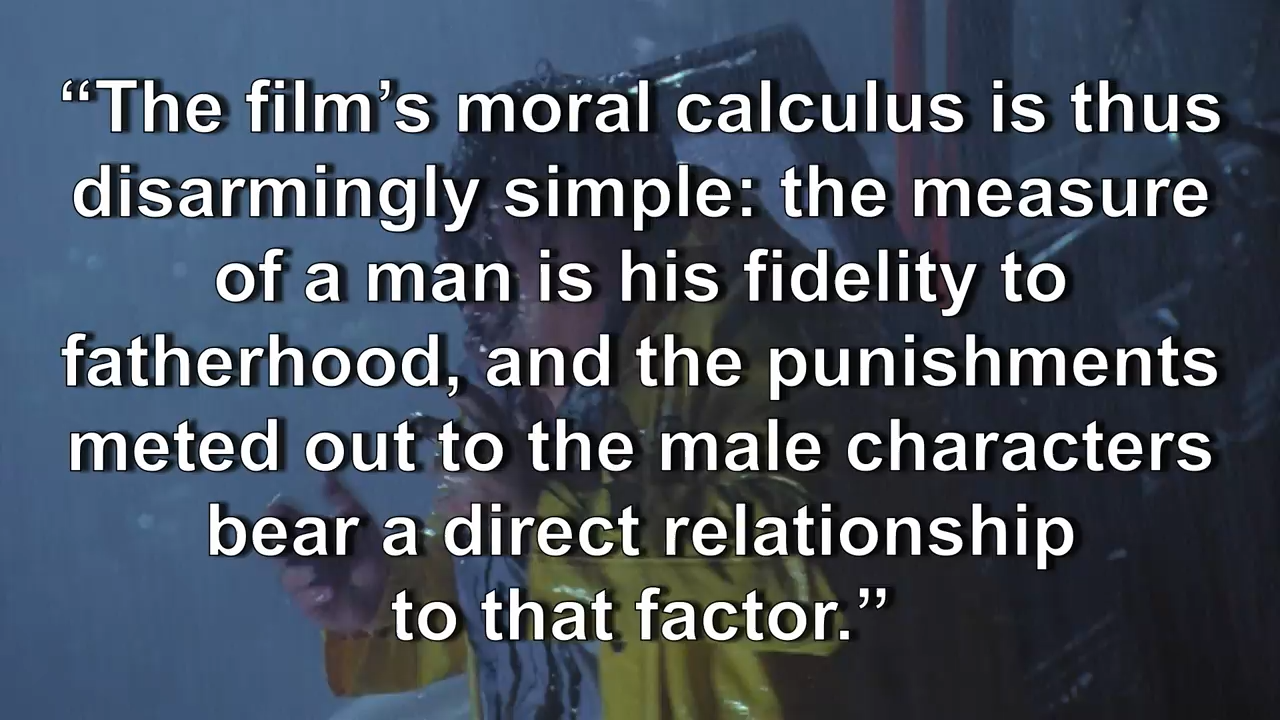 “The film’s moral calculus is thus
disarmingly simple: the measure
of a man is his fidelity to
fatherhood, and the punishments
meted out to the male characters
bear a direct relationship
to that factor.”